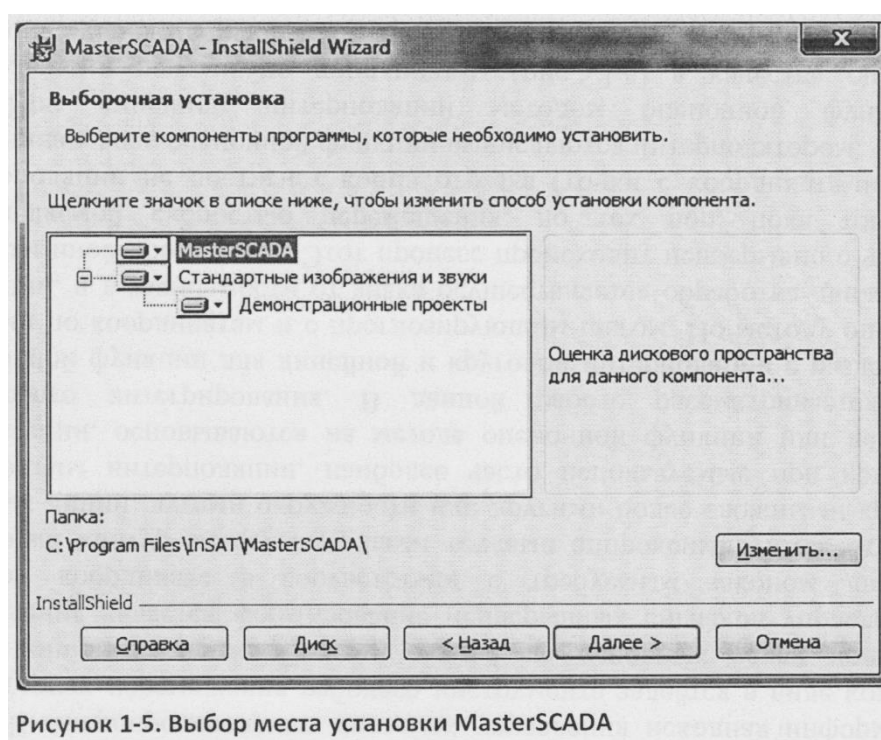 MasterSCADA - InstallShield Wizard
Выборочная установка
Выберите компоненты программы, которые необходимо установить.
Щелкните значок в списке ниже, чтобы изменить способ установки компонента.
MasterSCADA
Стандартные изображения и звуки
Демонстрационные проекты
Оценка дискового пространства
для данного компонента...
Папка:
C:\Program Files\InSAT\MasterSCADA\
Изменить...
InstallShield
Справка
Диск
< Назад
Далее >
Отмена
Рисунок 1-5. Выбор места установки MasterSCADA